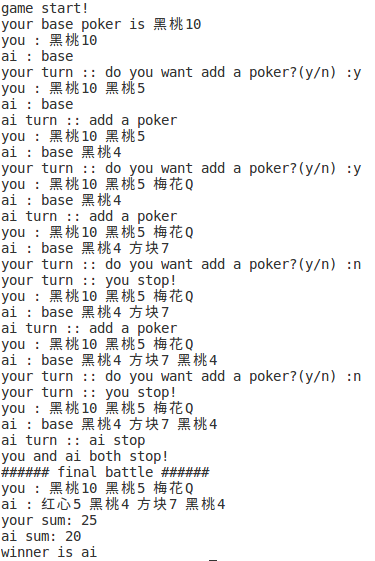 game start!
your base poker is 黑桃10
you : 黑桃10
ai : base
your turn :: do you want add a poker?(y/n) :y
you : 黑桃10 黑桃5
ai : base
ai turn :: add a poker
you : 黑桃10 黑桃5
ai : base 黑桃4
your turn :: do you want add a poker?(y/n) :y
you : 黑桃10 黑桃5 梅花Q
ai : base 黑桃4
ai turn :: add a poker
you : 黑桃10 黑桃5 梅花Q
ai : base 黑桃4 方块7
your turn :: do you want add a poker?(y/n) :n
your turn :: you stop!
you : 黑桃10 黑桃5 梅花Q
ai : base 黑桃4 方块7
ai turn :: add a poker
you : 黑桃10 黑桃5 梅花Q
ai : base 黑桃4 方块7 黑桃4
your turn :: do you want add a poker?(y/n) :n
your turn :: you stop!
you : 黑桃10 黑桃5 梅花Q
ai : base 黑桃4 方块7 黑桃4
ai turn :: ai stop
you and ai both stop!
###### final battle ######
you : 黑桃10 黑桃5 梅花Q
ai : 红心5 黑桃4 方块7 黑桃4
your sum: 25
ai sum: 20
winner is ai